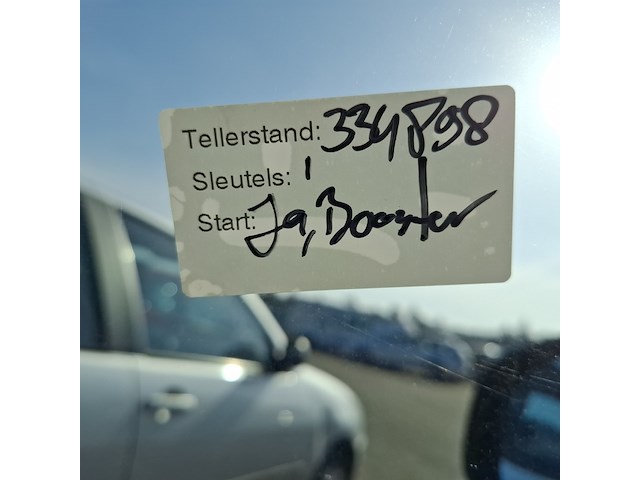 Tellerstand: 334898
Sleutels: 1
Start: Ja, Booster